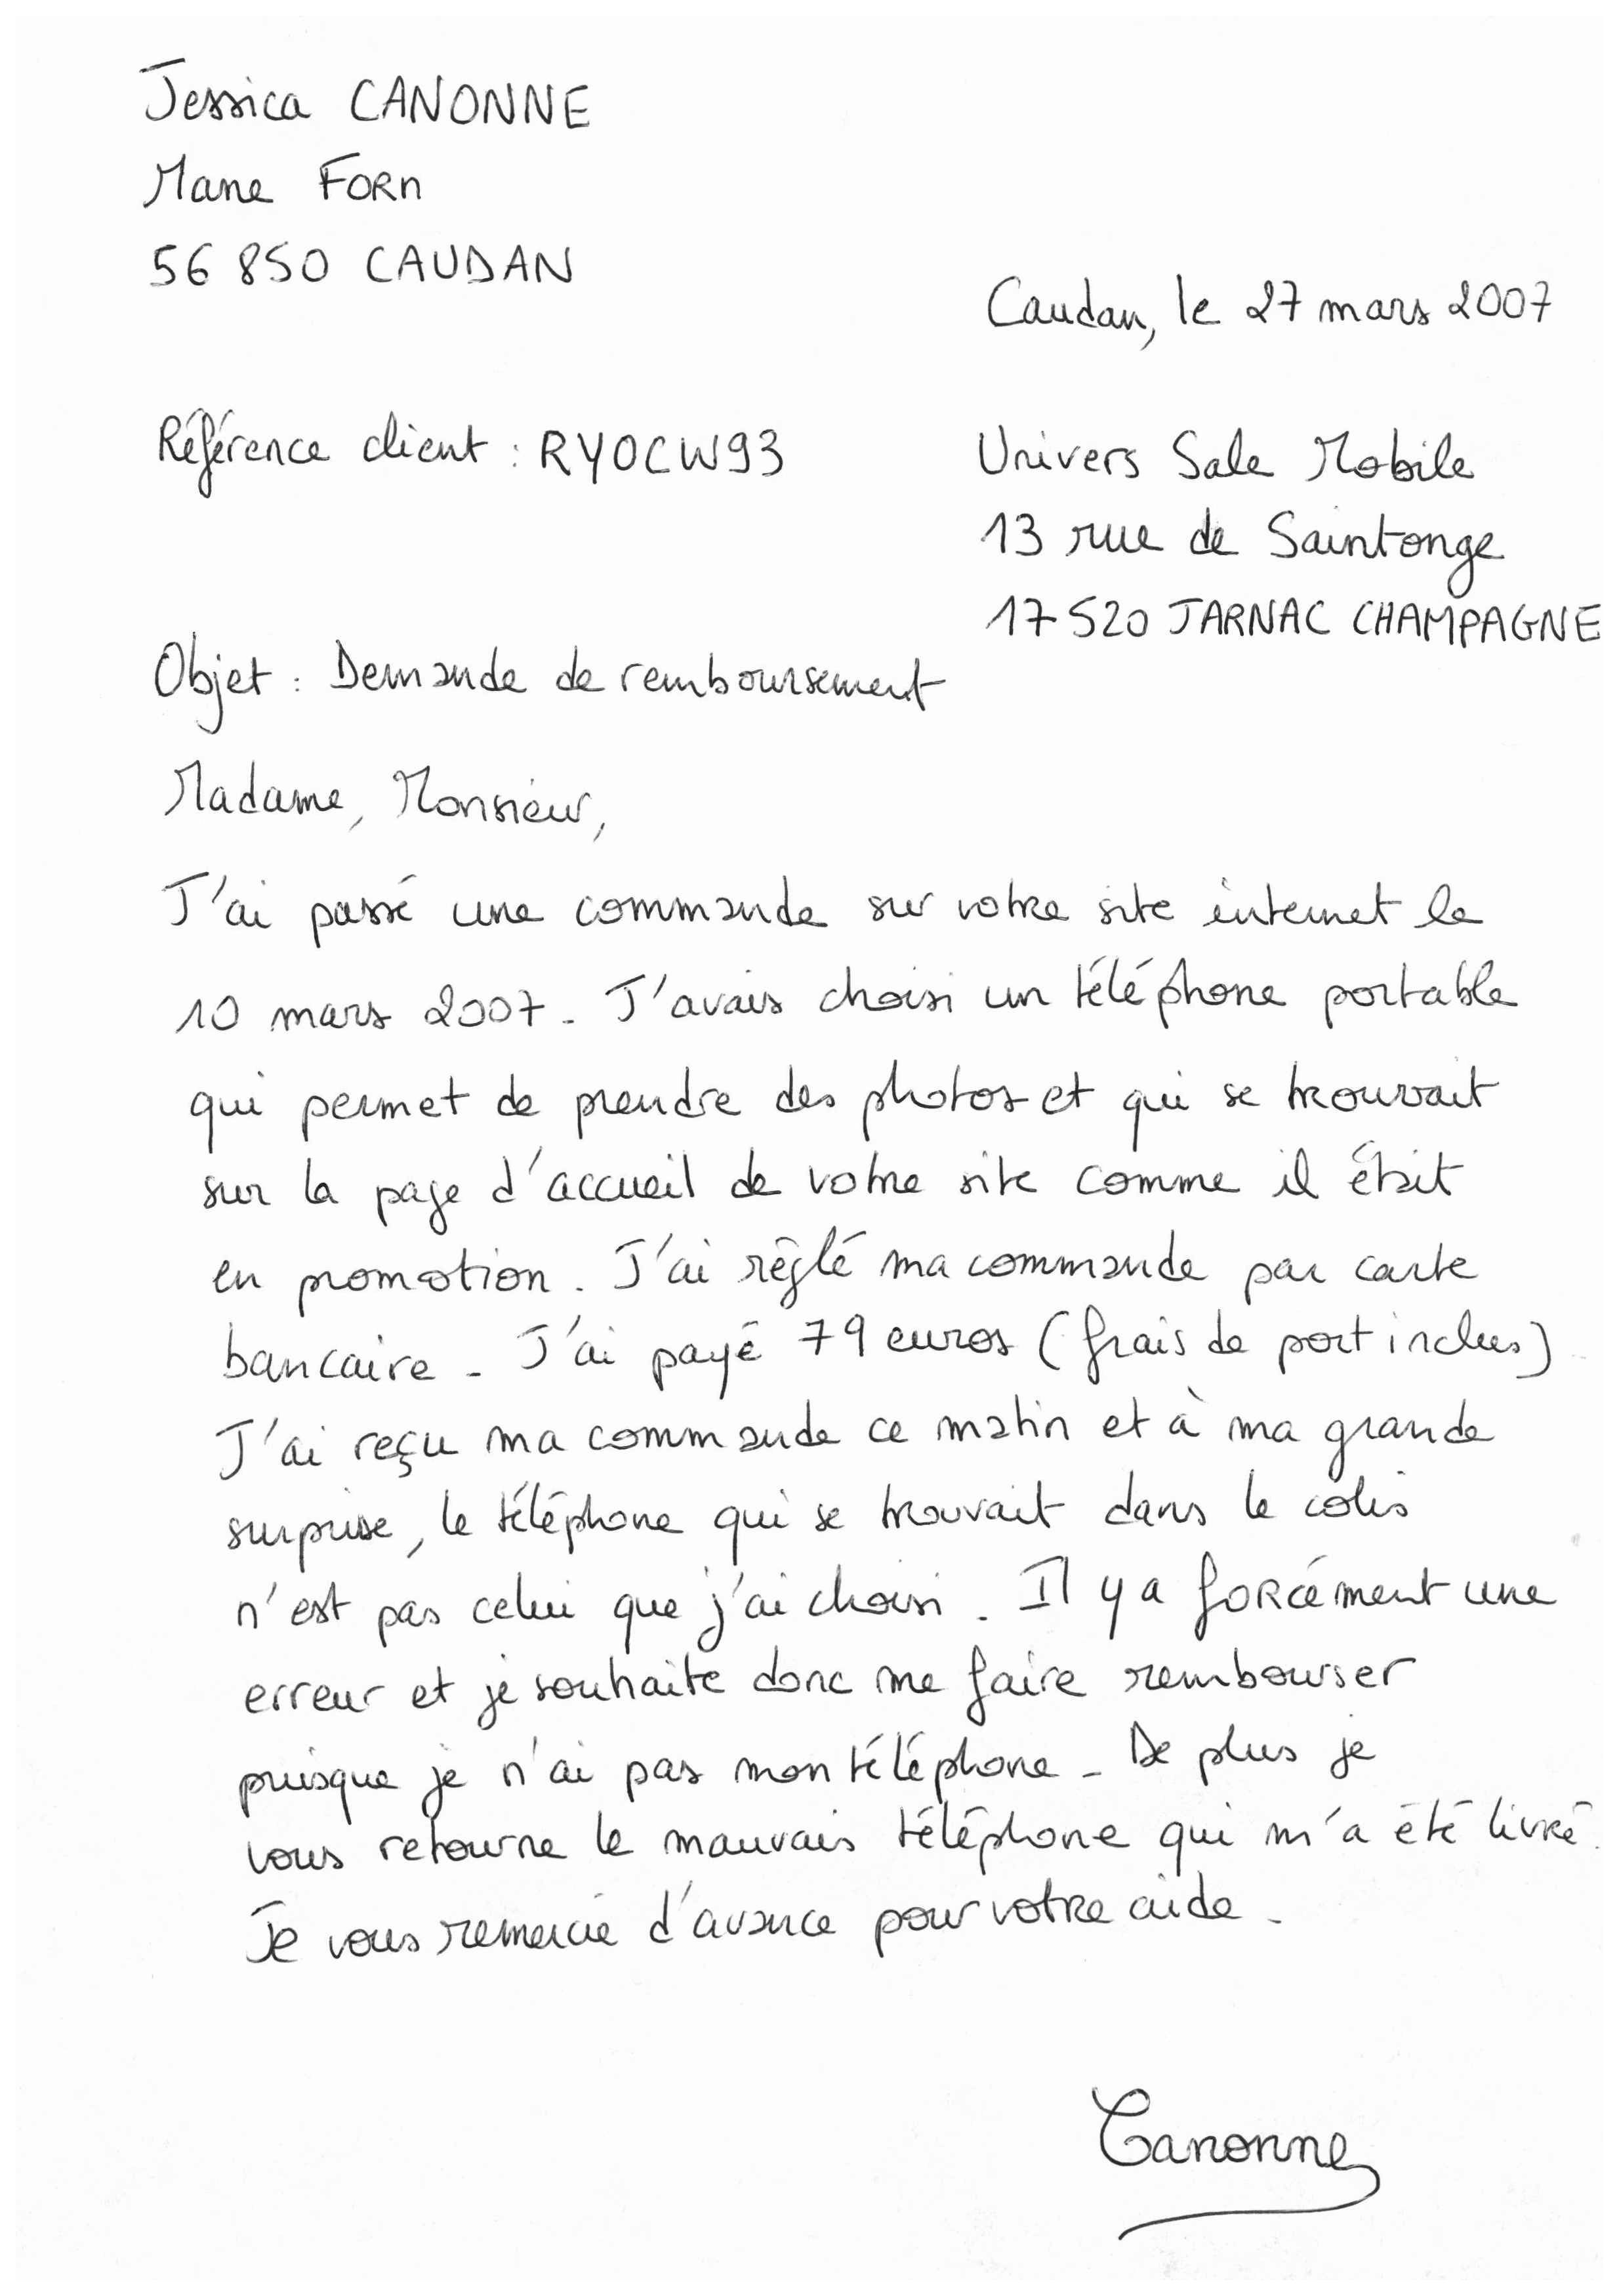 Jessica CANONNE
Mane FORN
56 850 CAUDAN
Caudan, le 27 mars 2007
Référence client : RYOCW93
Univers Sale Mobile
13 rue de Saintonge
17520 JARNAC CHAMPAGNE
Objet : Demande de remboursement
Madame, Monsieur,
J'ai passé une commande sur votre site internet le
10 mars 2007. J'avais choisi un téléphone portable
qui permet de prendre des photos et qui se trouvait
sur la page d'accueil de votre site comme il était
en promotion. J'ai réglé ma commande par carte
bancaire. J'ai payé 79 euros (frais de port inclus)
J'ai reçu ma commande ce matin et à ma grande
surprise, le téléphone qui se trouvait dans le colis
n'est pas celui que j'ai choisi. Il y a forcément une
erreur et je souhaite donc me faire rembourser
puisque je n'ai pas mon téléphone. De plus je
vous retourne le mauvais téléphone qui m'a été livré.
Je vous remercie d'avance pour votre aide.
Canonne